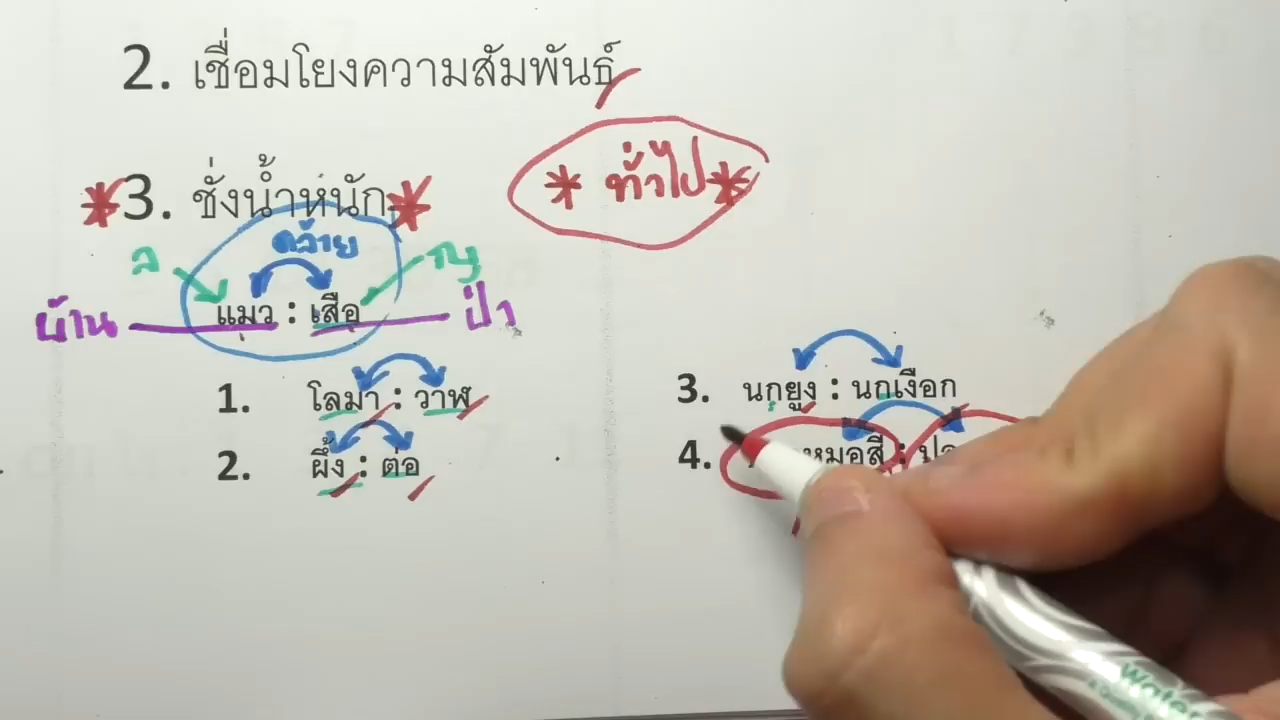 2. เชื่อมโยงความสัมพันธ์
* ทั่วไป *
*3. ชั่งน้ำหนัก*
คล้าย
ล ญ
บ้าน แมว : เสือ ป่า
1. โลมา : วาฬ
2. ผึ้ง : ต่อ
3. นกยูง : นกเงือก
4.